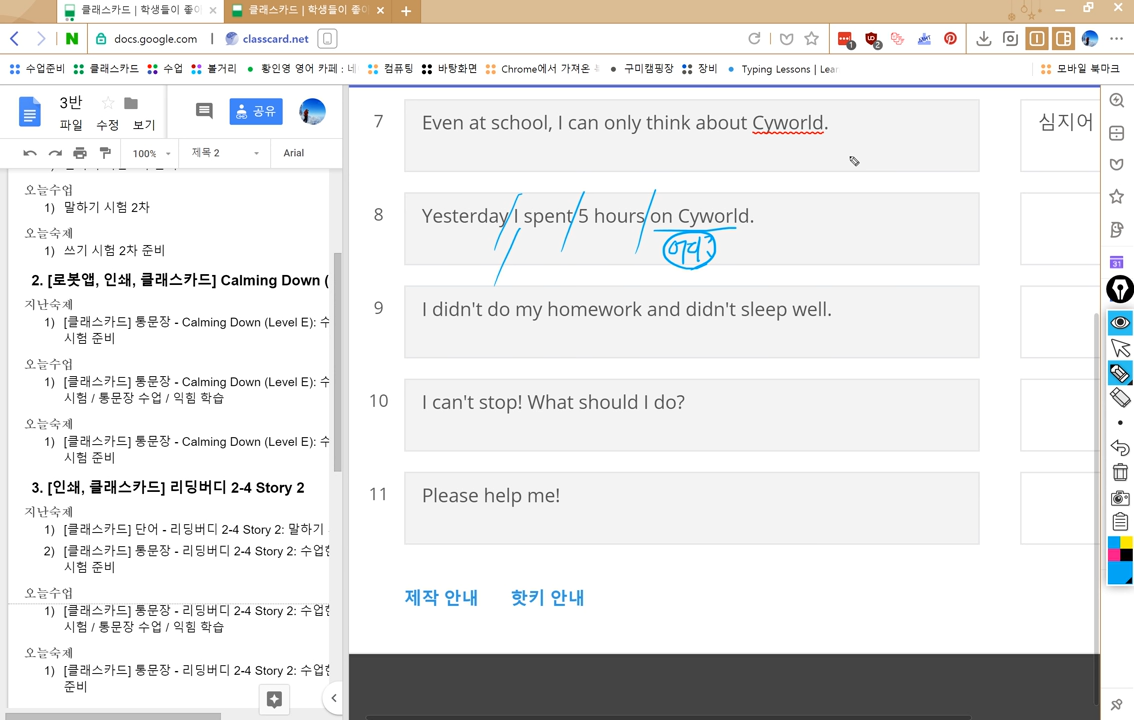 클래스카드 | 학생들이 좋이
클래스카드 | 학생들이 좋이
docs.google.com
classcard.net
수업준비
클래스카드
수업
볼거리
황인영 영어 카페 : 네
컴퓨팅
바탕화면
Chrome에서 가져온
구미캠핑장
장비
Typing Lessons | Lear
모바일 북마크
3반
파일 수정 보기
공유
100%
제목 2
Arial
오늘수업
1) 말하기 시험 2차
오늘숙제
1) 쓰기 시험 2차 준비
2. [로봇앱, 인쇄, 클래스카드] Calming Down (
지난숙제
1) [클래스카드] 통문장 - Calming Down (Level E): 수
시험 준비
오늘수업
1) [클래스카드] 통문장 - Calming Down (Level E): 수
시험 / 통문장 수업 / 익힘 학습
오늘숙제
1) [클래스카드] 통문장 - Calming Down (Level E): 수
시험 준비
3. [인쇄, 클래스카드] 리딩버디 2-4 Story 2
지난숙제
1) [클래스카드] 단어 - 리딩버디 2-4 Story 2: 말하기
2) [클래스카드] 통문장 - 리딩버디 2-4 Story 2: 수업한
시험 준비
오늘수업
1) [클래스카드] 통문장 - 리딩버디 2-4 Story 2: 수업한
시험 / 통문장 수업 / 익힘 학습
오늘숙제
1) [클래스카드] 통문장 - 리딩버디 2-4 Story 2: 수업한
준비
7 Even at school, I can only think about Cyworld.
심지어
8 Yesterday I spent 5 hours on Cyworld.
어디?
9 I didn't do my homework and didn't sleep well.
10 I can't stop! What should I do?
11 Please help me!
제작 안내 핫키 안내
31
1
2